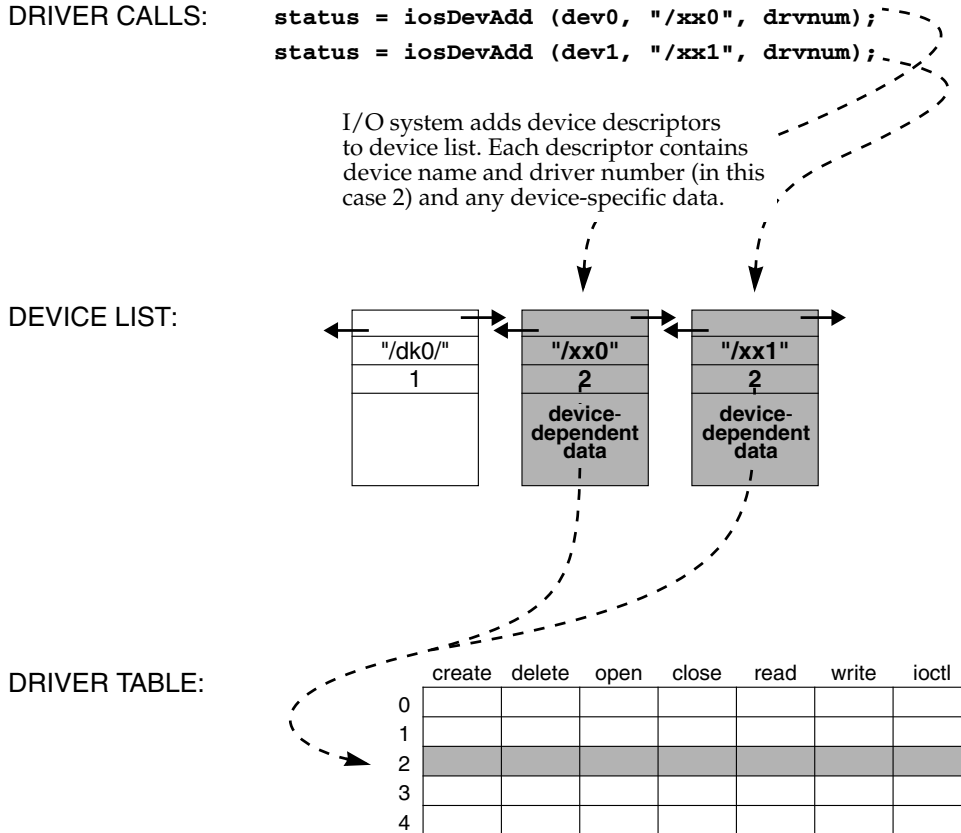 DRIVER CALLS:
status = iosDevAdd (dev0, "/xx0", drvnum);
status = iosDevAdd (dev1, "/xx1", drvnum);
I/O system adds device descriptors
to device list. Each descriptor contains
device name and driver number (in this
case 2) and any device-specific data.
DEVICE LIST:
"/dk0/"
1
"/xx0"
2
device-
dependent
data
"/xx1"
2
device-
dependent
data
DRIVER TABLE:
create delete open close read write ioctl
0
1
2
3
4